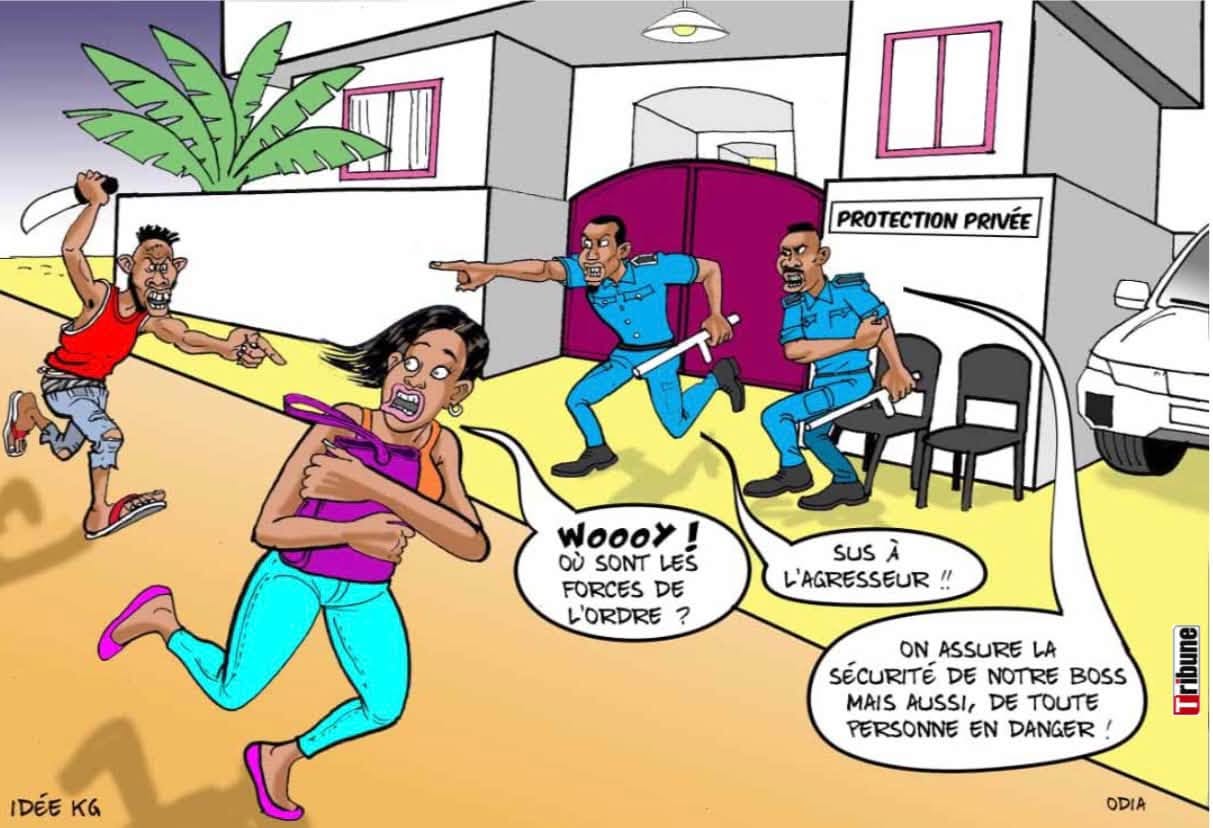 PROTECTION PRIVÉE
WOOOY !
OÙ SONT LES
FORCES DE
L'ORDRE ?
SUS À
L'AGRESSEUR !!
ON ASSURE LA
SÉCURITÉ DE NOTRE BOSS
MAIS AUSSI, DE TOUTE
PERSONNE EN DANGER !
Tribune
IDÉE KG
ODIA